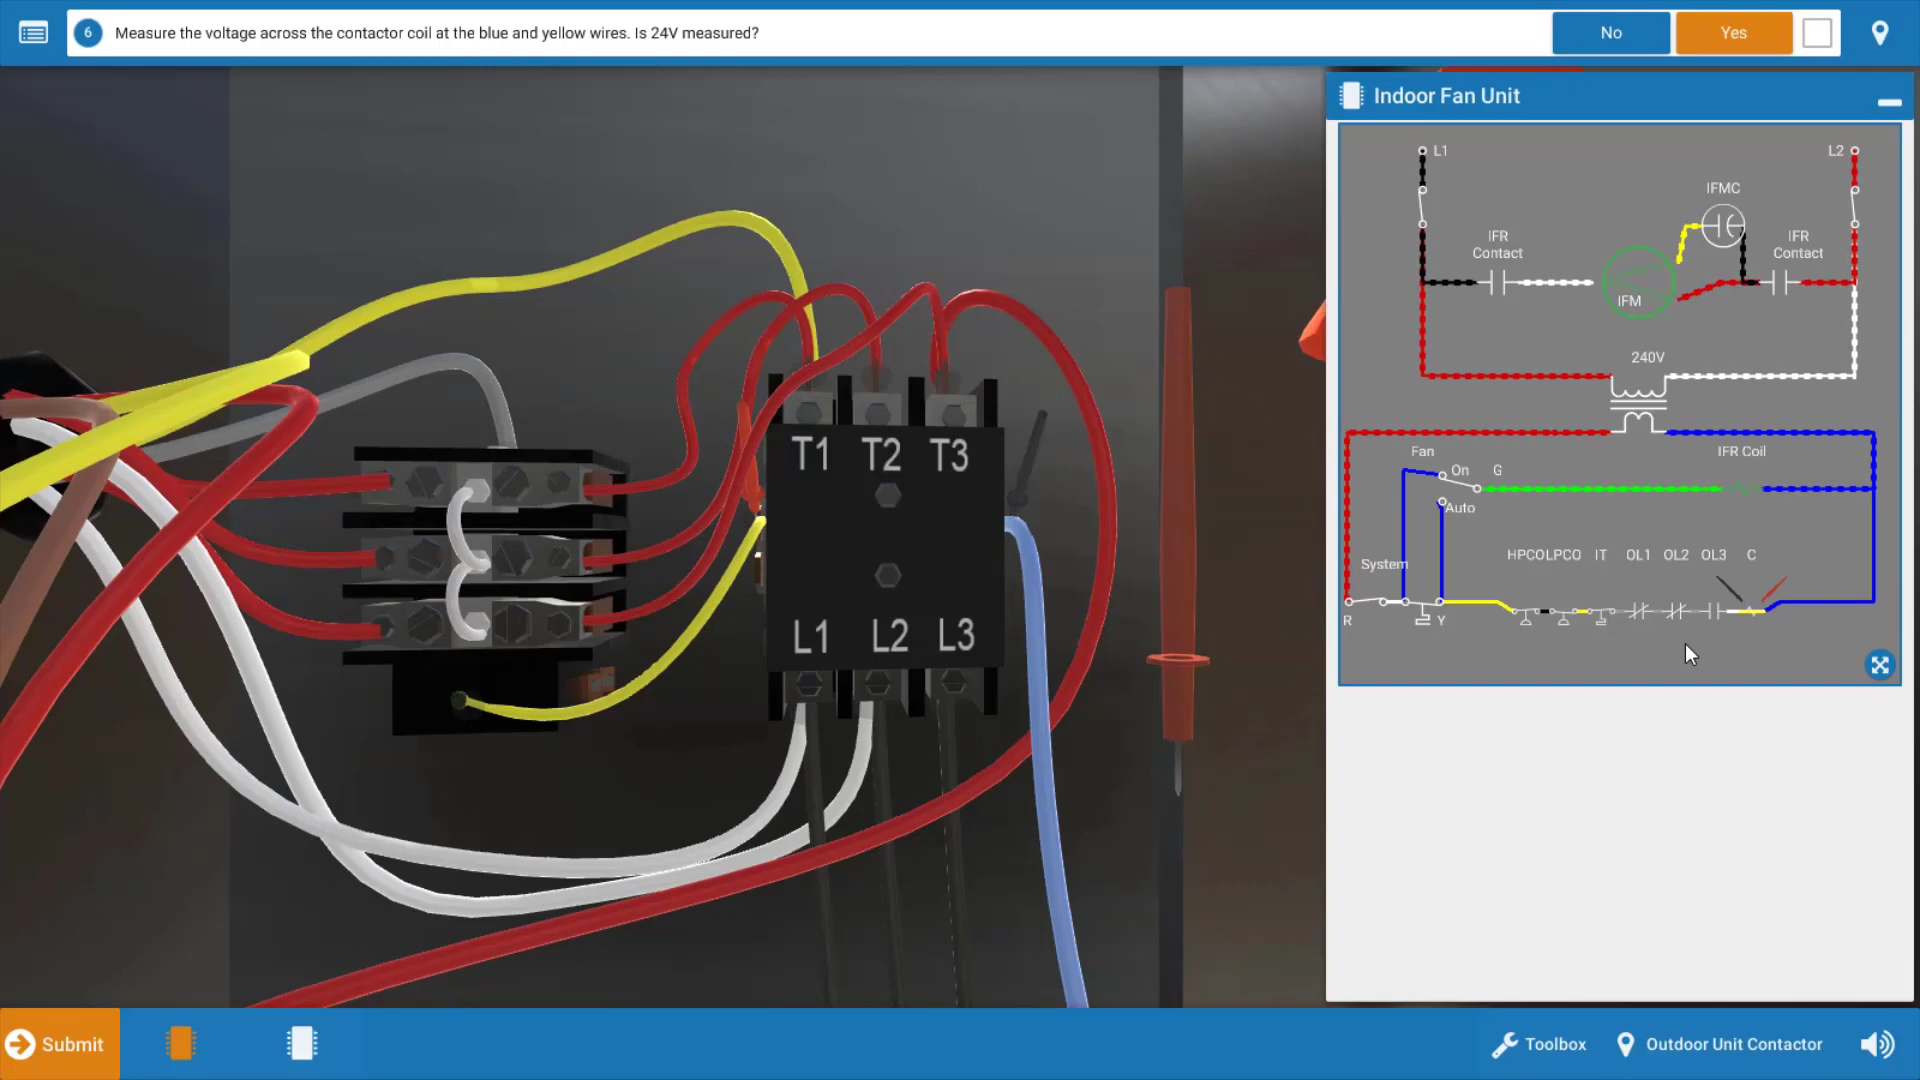 6 Measure the voltage across the contactor coil at the blue and yellow wires. Is 24V measured?
No
Yes
Indoor Fan Unit
L1
L2
IFMC
IFR
Contact
IFR
Contact
IFM
240V
Fan
IFR Coil
On
G
Auto
HPCO LPCO IT OL1 OL2 OL3 C
System
R
Y
T1 T2 T3
L1 L2 L3
Submit
Toolbox
Outdoor Unit Contactor